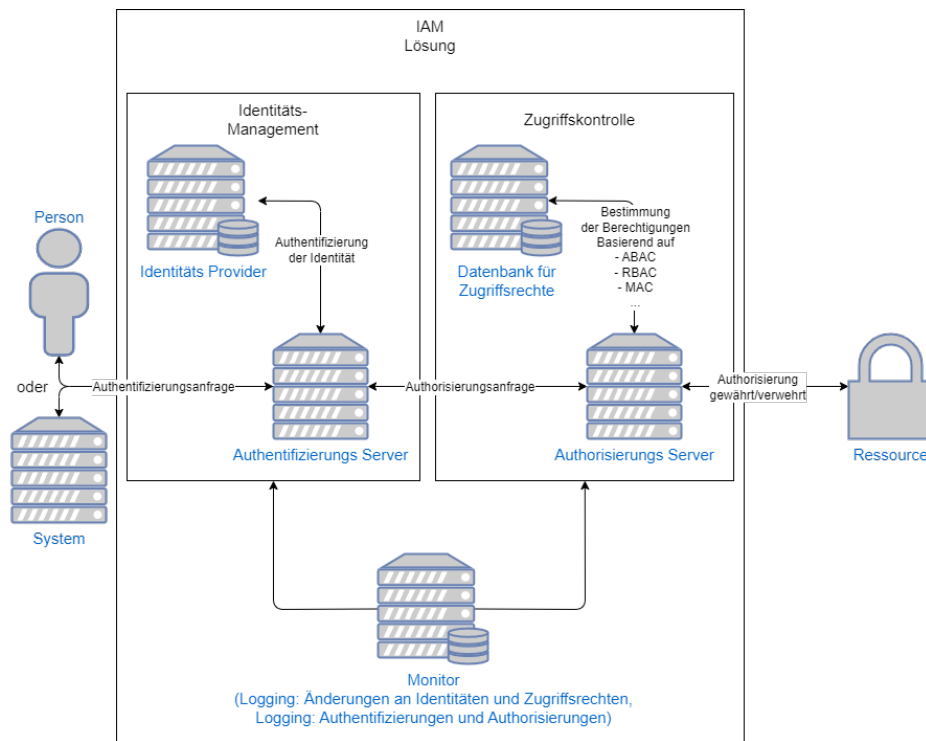 IAM
Lösung
Identitäts-
Management
Zugriffskontrolle
Person
Identitäts Provider
Authentifizierung
der Identität
Datenbank für
Zugriffsrechte
Bestimmung
der Berechtigungen
Basierend auf
- ABAC
- RBAC
- MAC
...
oder
Authentifizierungsanfrage
Authorisierungsanfrage
Authorisierung
gewährt/verwehrt
Authentifizierungs Server
Authorisierungs Server
Ressource
System
Monitor
(Logging: Änderungen an Identitäten und Zugriffsrechten,
Logging: Authentifizierungen und Authorisierungen)